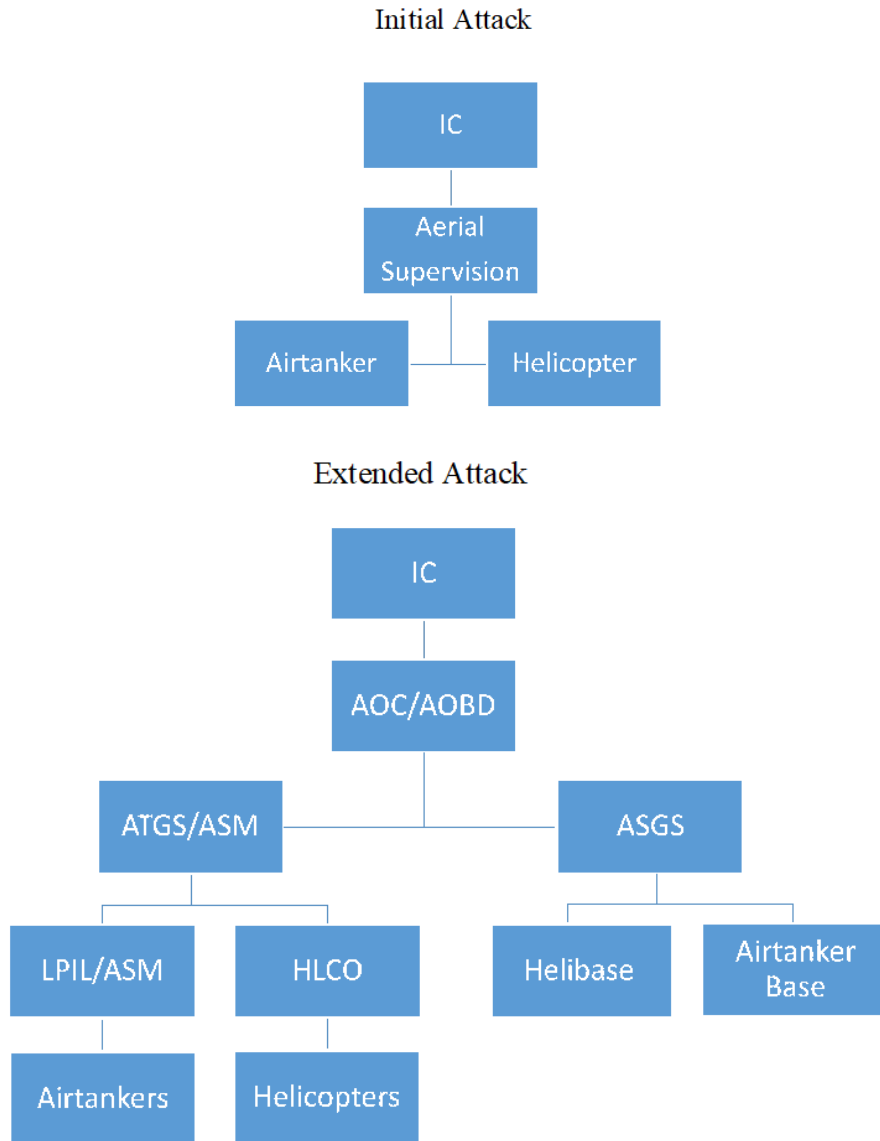 Initial Attack
IC
Aerial
Supervision
Airtanker
Helicopter
Extended Attack
IC
AOC/AOBD
ATGS/ASM
ASGS
LPIL/ASM
HLCO
Helibase
Airtanker
Base
Airtankers
Helicopters